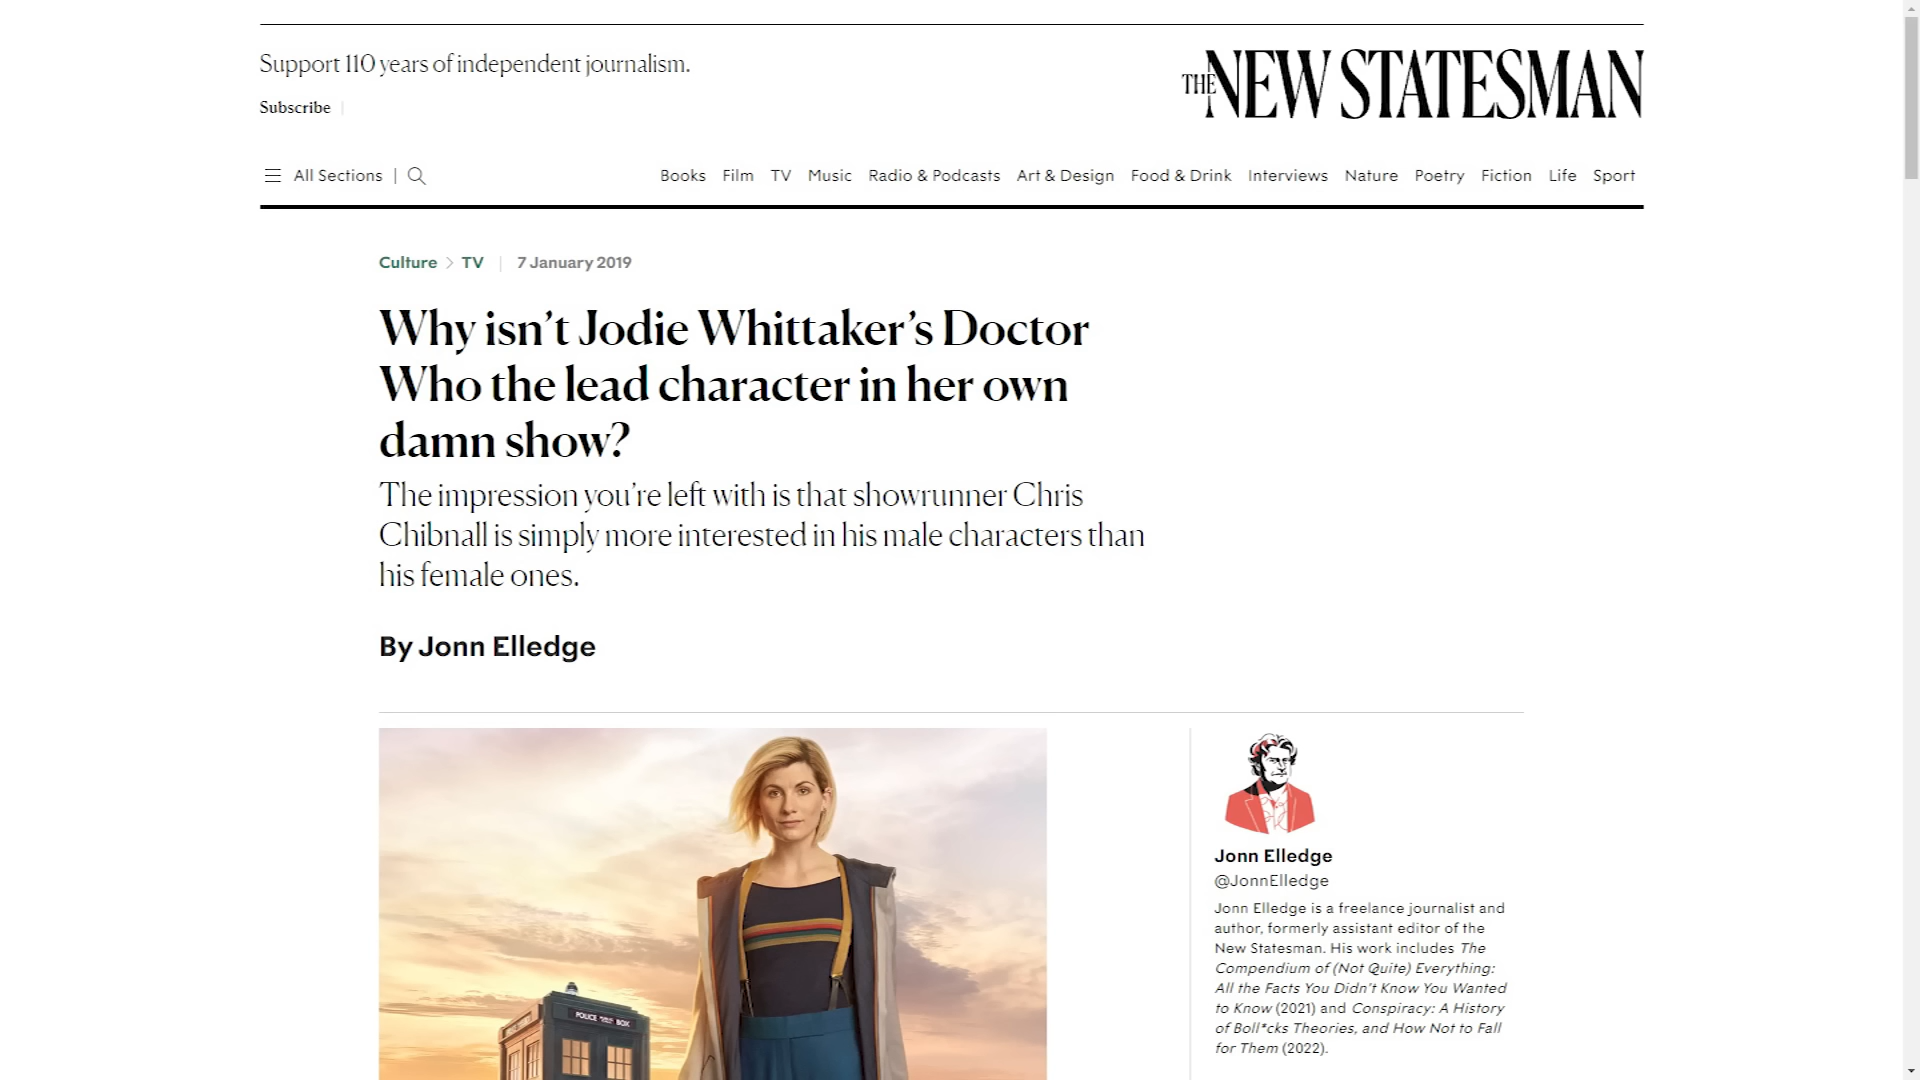 Support 110 years of independent journalism.
THE NEW STATESMAN
Subscribe
All Sections
Books Film TV Music Radio & Podcasts Art & Design Food & Drink Interviews Nature Poetry Fiction Life Sport
Culture > TV | 7 January 2019
Why isn’t Jodie Whittaker’s Doctor
Who the lead character in her own
damn show?
The impression you’re left with is that showrunner Chris
Chibnall is simply more interested in his male characters than
his female ones.
By Jonn Elledge
POLICE BOX
Jonn Elledge
@JonnElledge
Jonn Elledge is a freelance journalist and
author, formerly assistant editor of the
New Statesman. His work includes The
Compendium of (Not Quite) Everything:
All the Facts You Didn’t Know You Wanted
to Know (2021) and Conspiracy: A History
of Boll*cks Theories, and How Not to Fall
for Them (2022).